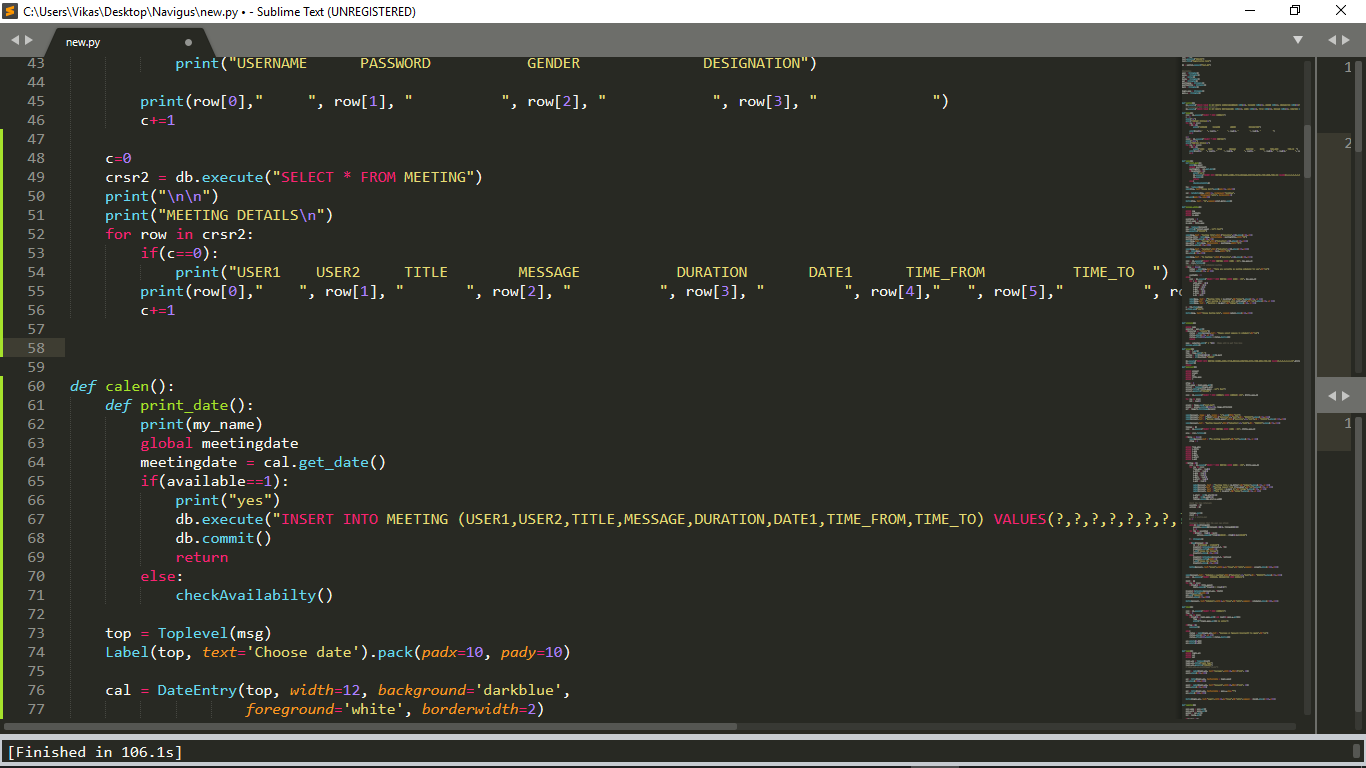 C:\Users\Vikas\Desktop\Navigus\new.py • - Sublime Text (UNREGISTERED)
new.py
43 print("USERNAME      PASSWORD           GENDER              DESIGNATION")
44
45 print(row[0],"     ", row[1], "          ", row[2], "            ", row[3], "             ")
46 c+=1
47
48 c=0
49 crsr2 = db.execute("SELECT * FROM MEETING")
50 print("\n\n")
51 print("MEETING DETAILS\n")
52 for row in crsr2:
53 if(c==0):
54 print("USER1    USER2     TITLE        MESSAGE           DURATION       DATE1      TIME_FROM          TIME_TO  ")
55 print(row[0],"    ", row[1], "       ", row[2], "          ", row[3], "         ", row[4],"   ", row[5],"         ", r
56 c+=1
57
58
59
60 def calen():
61 def print_date():
62 print(my_name)
63 global meetingdate
64 meetingdate = cal.get_date()
65 if(available==1):
66 print("yes")
67 db.execute("INSERT INTO MEETING (USER1,USER2,TITLE,MESSAGE,DURATION,DATE1,TIME_FROM,TIME_TO) VALUES(?,?,?,?,?,?,?,
68 db.commit()
69 return
70 else:
71 checkAvailabilty()
72
73 top = Toplevel(msg)
74 Label(top, text='Choose date').pack(padx=10, pady=10)
75
76 cal = DateEntry(top, width=12, background='darkblue',
77 foreground='white', borderwidth=2)
1
2
1
[Finished in 106.1s]